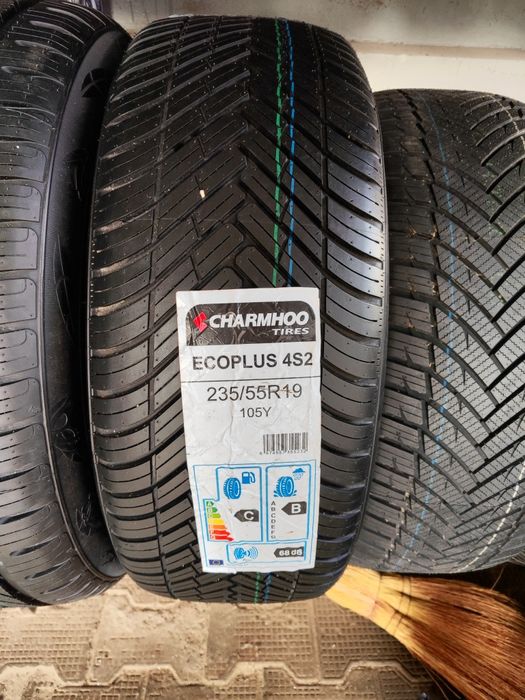 CHARMHOO
TIRES
ECOPLUS 4S2
235/55R19
105Y
C
A
B
C
D
E
F
G
B
68 dB